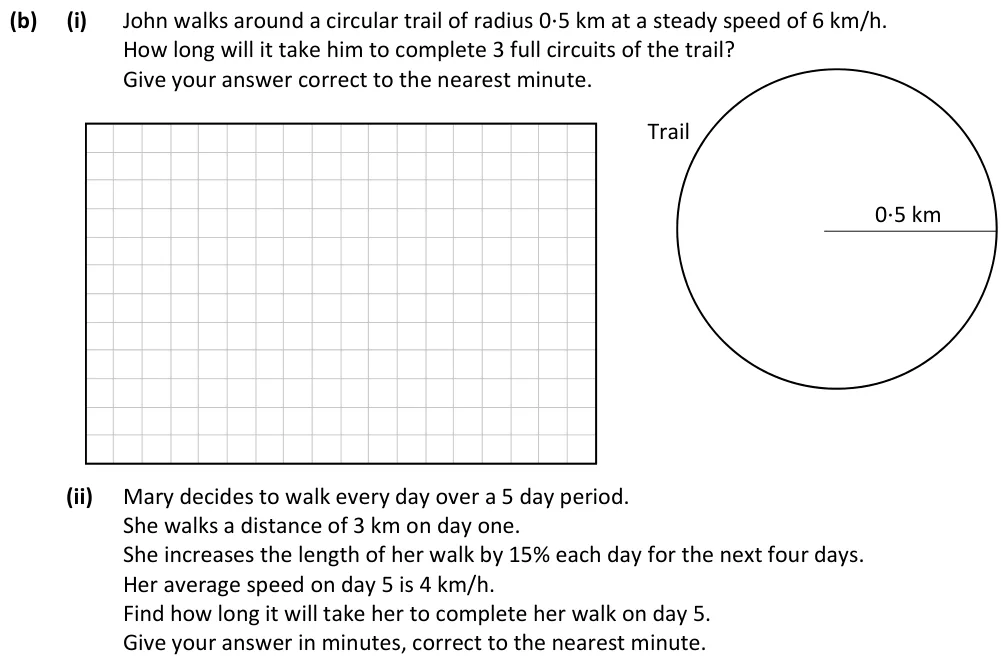 (b) (i) John walks around a circular trail of radius 0·5 km at a steady speed of 6 km/h.
How long will it take him to complete 3 full circuits of the trail?
Give your answer correct to the nearest minute.
Trail
0·5 km
(ii) Mary decides to walk every day over a 5 day period.
She walks a distance of 3 km on day one.
She increases the length of her walk by 15% each day for the next four days.
Her average speed on day 5 is 4 km/h.
Find how long it will take her to complete her walk on day 5.
Give your answer in minutes, correct to the nearest minute.